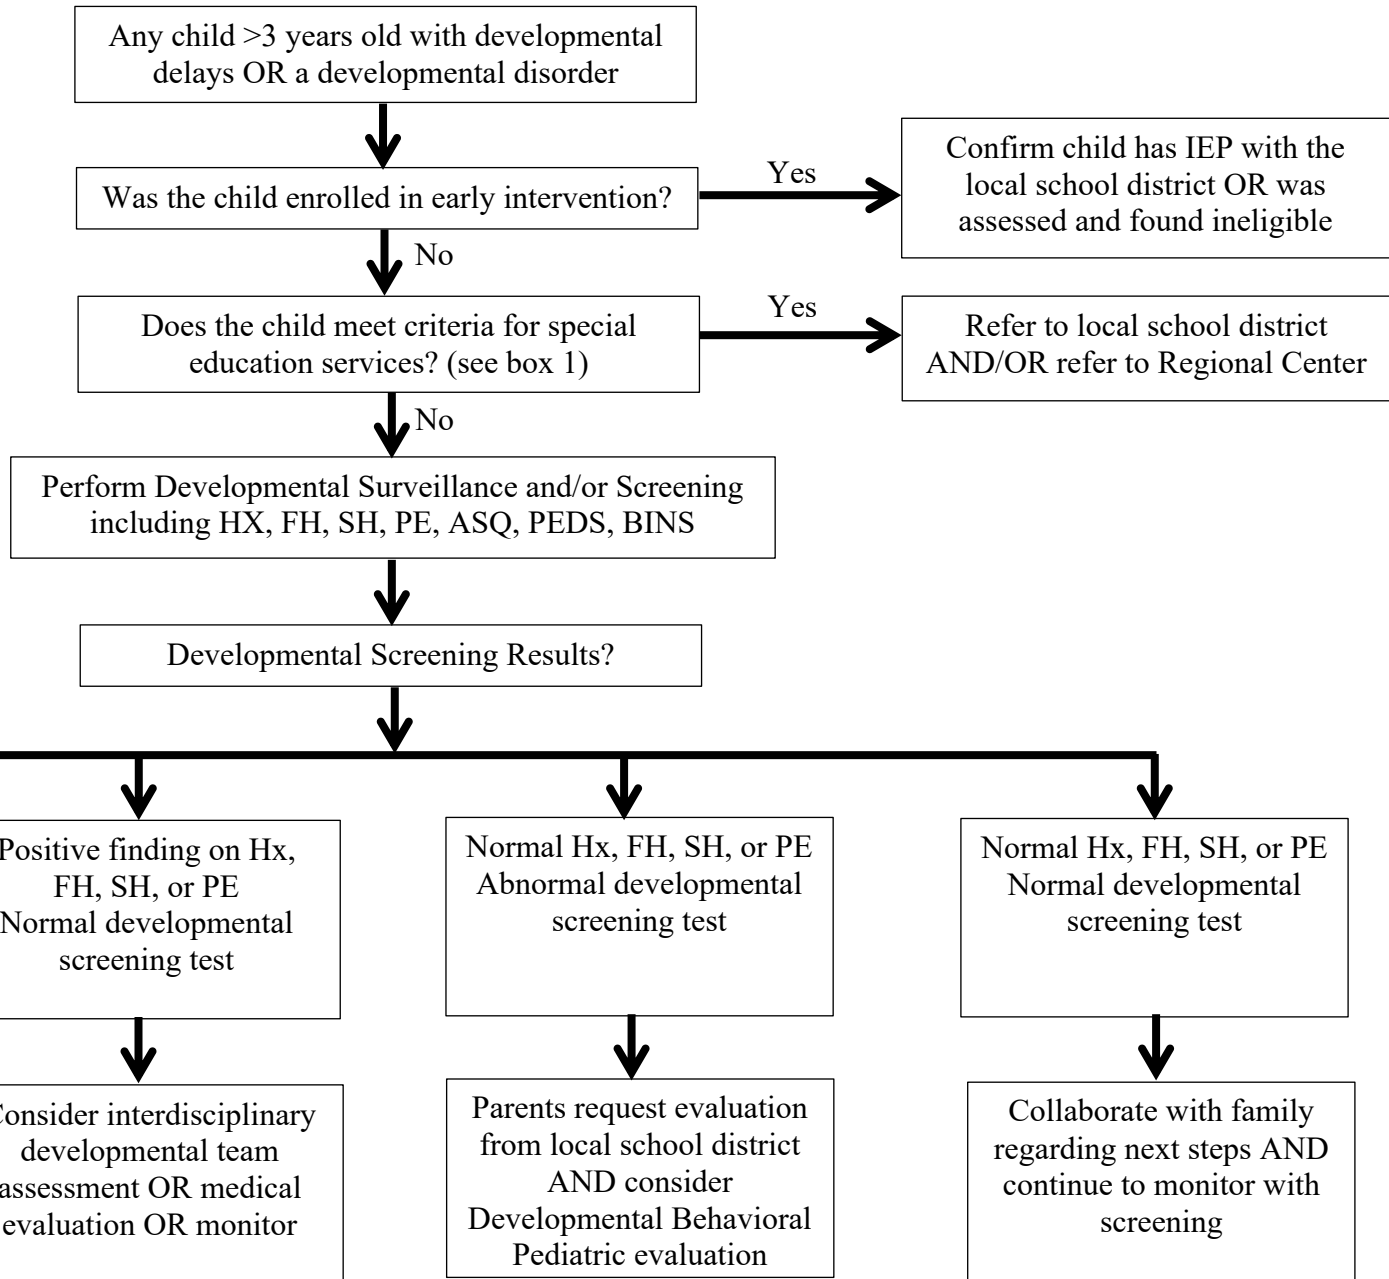 Any child >3 years old with developmental
delays OR a developmental disorder
Was the child enrolled in early intervention?
Yes
Confirm child has IEP with the
local school district OR was
assessed and found ineligible
No
Does the child meet criteria for special
education services? (see box 1)
Yes
Refer to local school district
AND/OR refer to Regional Center
No
Perform Developmental Surveillance and/or Screening
including HX, FH, SH, PE, ASQ, PEDS, BINS
Developmental Screening Results?
Positive finding on Hx,
FH, SH, or PE
Normal developmental
screening test
Normal Hx, FH, SH, or PE
Abnormal developmental
screening test
Normal Hx, FH, SH, or PE
Normal developmental
screening test
Consider interdisciplinary
developmental team
assessment OR medical
evaluation OR monitor
Parents request evaluation
from local school district
AND consider
Developmental Behavioral
Pediatric evaluation
Collaborate with family
regarding next steps AND
continue to monitor with
screening